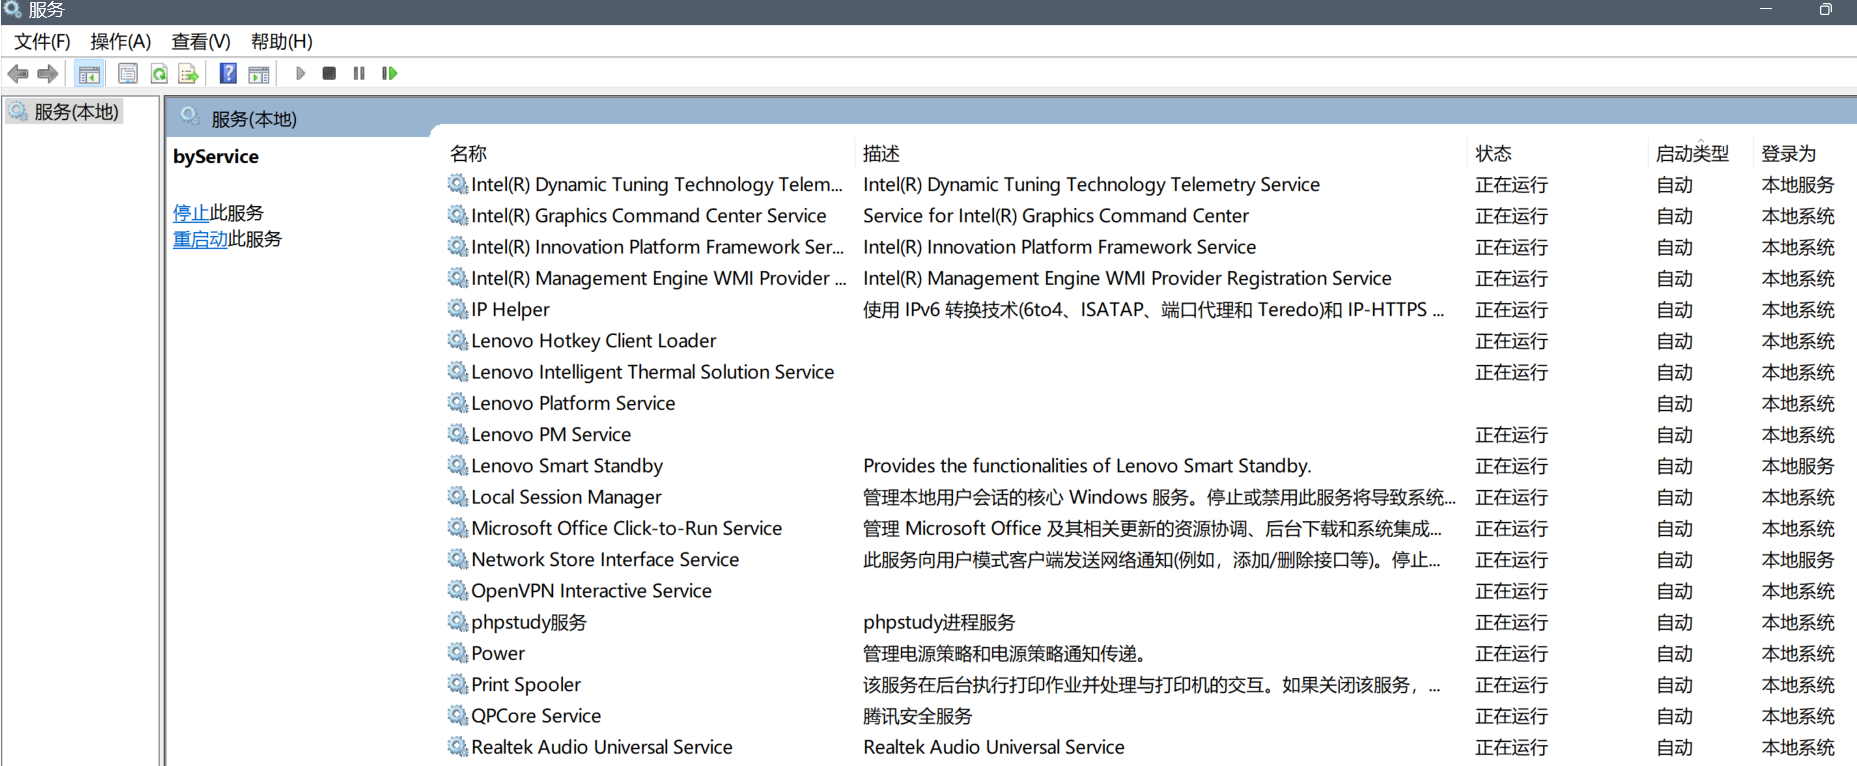 服务
文件(F) 操作(A) 查看(V) 帮助(H)
服务(本地)
服务(本地)
byService
停止此服务
重启动此服务
名称 描述 状态 启动类型 登录为
Intel(R) Dynamic Tuning Technology Telem... Intel(R) Dynamic Tuning Technology Telemetry Service 正在运行 自动 本地服务
Intel(R) Graphics Command Center Service Service for Intel(R) Graphics Command Center 正在运行 自动 本地系统
Intel(R) Innovation Platform Framework Ser... Intel(R) Innovation Platform Framework Service 正在运行 自动 本地系统
Intel(R) Management Engine WMI Provider ... Intel(R) Management Engine WMI Provider Registration Service 正在运行 自动 本地系统
IP Helper 使用 IPv6 转换技术(6to4、ISATAP、端口代理和 Teredo)和 IP-HTTPS ... 正在运行 自动 本地系统
Lenovo Hotkey Client Loader 正在运行 自动 本地系统
Lenovo Intelligent Thermal Solution Service 正在运行 自动 本地系统
Lenovo Platform Service 自动 本地系统
Lenovo PM Service 正在运行 自动 本地系统
Lenovo Smart Standby Provides the functionalities of Lenovo Smart Standby. 正在运行 自动 本地服务
Local Session Manager 管理本地用户会话的核心 Windows 服务。停止或禁用此服务将导致系统... 正在运行 自动 本地系统
Microsoft Office Click-to-Run Service 管理 Microsoft Office 及其相关更新的资源协调、后台下载和系统集成... 正在运行 自动 本地系统
Network Store Interface Service 此服务向用户模式客户端发送网络通知(例如，添加/删除接口等)。停止... 正在运行 自动 本地服务
OpenVPN Interactive Service 正在运行 自动 本地系统
phpstudy服务 phpstudy进程服务 正在运行 自动 本地系统
Power 管理电源策略和电源策略通知传递。 正在运行 自动 本地系统
Print Spooler 该服务在后台执行打印作业并处理与打印机的交互。如果关闭该服务，... 正在运行 自动 本地系统
QPCore Service 腾讯安全服务 正在运行 自动 本地系统
Realtek Audio Universal Service Realtek Audio Universal Service 正在运行 自动 本地系统